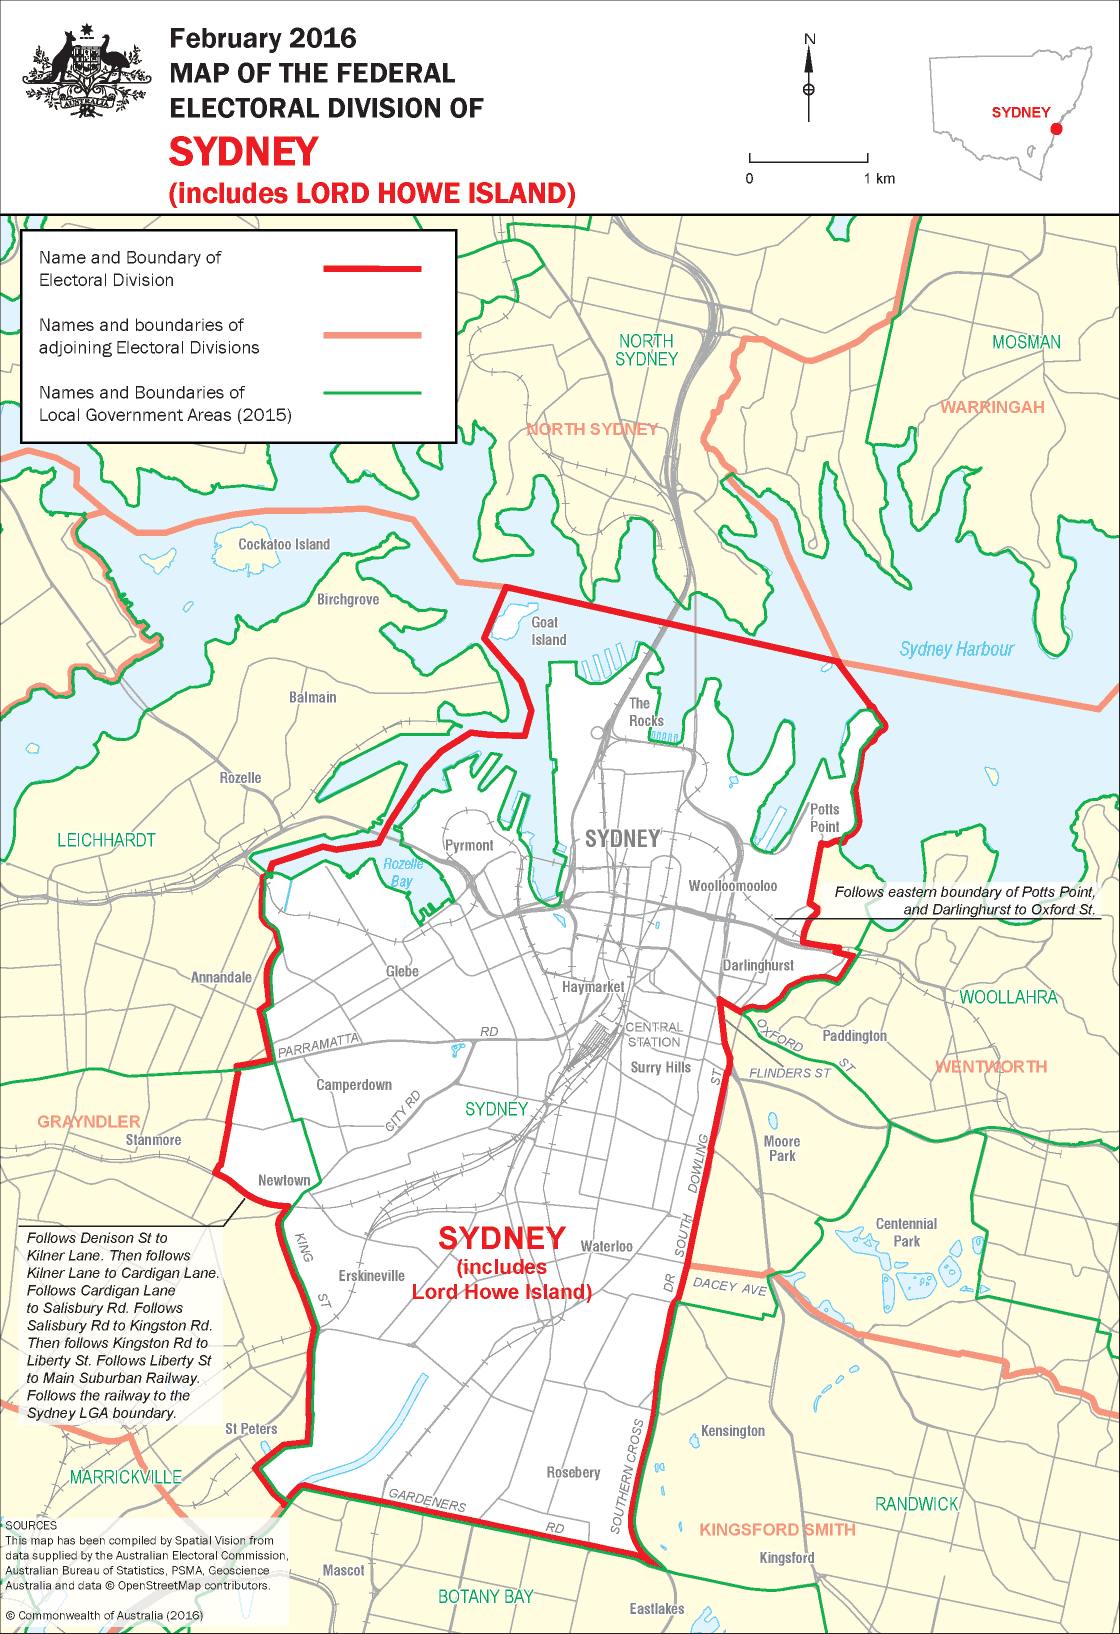 February 2016
MAP OF THE FEDERAL
ELECTORAL DIVISION OF
SYDNEY
(includes LORD HOWE ISLAND)
AUSTRALIA
N
0 1 km
SYDNEY
Name and Boundary of
Electoral Division
Names and boundaries of
adjoining Electoral Divisions
Names and Boundaries of
Local Government Areas (2015)
NORTH
SYDNEY
MOSMAN
WARRINGAH
NORTH SYDNEY
Cockatoo Island
Birchgrove
Goat
Island
Sydney Harbour
Balmain
The
Rocks
Rozelle
Potts
Point
LEICHHARDT
SYDNEY
Pyrmont
Rozelle
Bay
Woolloomooloo
Follows eastern boundary of Potts Point,
and Darlinghurst to Oxford St.
Annandale
Glebe
Darlinghurst
Haymarket
WOOLLAHRA
PARRAMATTA RD
CENTRAL
STATION
OXFORD ST
Paddington
Surry Hills
FLINDERS ST
WENTWORTH
Camperdown
CITY RD
SYDNEY
GRAYNDLER
Stanmore
Moore
Park
Newtown
SOUTH DOWLING ST
Centennial
Park
Follows Denison St to
Kilner Lane. Then follows
Kilner Lane to Cardigan Lane.
Follows Cardigan Lane
to Salisbury Rd. Follows
Salisbury Rd to Kingston Rd.
Then follows Kingston Rd to
Liberty St. Follows Liberty St
to Main Suburban Railway.
Follows the railway to the
Sydney LGA boundary.
KING ST
SYDNEY
(includes
Lord Howe Island)
Waterloo
Erskineville
DACEY AVE
St Peters
Kensington
MARRICKVILLE
Rosebery
SOUTHERN CROSS DR
GARDENERS RD
RANDWICK
KINGSFORD SMITH
Kingsford
Mascot
BOTANY BAY
Eastlakes
SOURCES
This map has been compiled by Spatial Vision from
data supplied by the Australian Electoral Commission,
Australian Bureau of Statistics, PSMA, Geoscience
Australia and data © OpenStreetMap contributors.
© Commonwealth of Australia (2016)